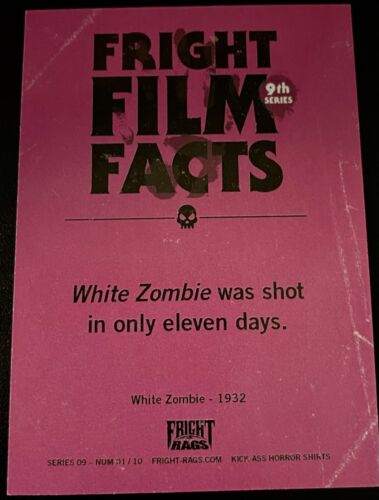 FRIGHT
FILM
9th
SERIES
FACTS
White Zombie was shot
in only eleven days.
White Zombie - 1932
FRIGHT
RAGS
SERIES 09 – NUM 01 / 10 FRIGHT-RAGS.COM KICK ASS HORROR SHIRTS